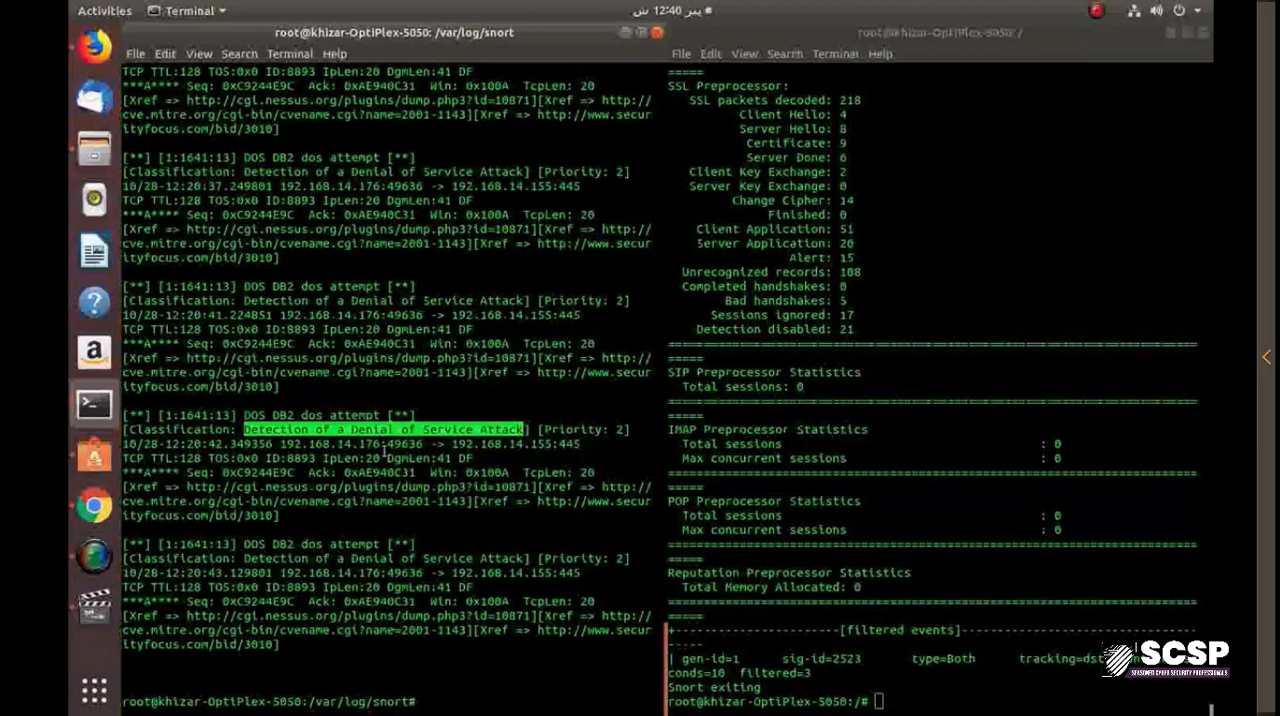 Activities
Terminal
ش 12:40 پیر
root@khizar-OptiPlex-5050: /var/log/snort
File Edit View Search Terminal Help
TCP TTL:128 TOS:0x0 ID:8893 IpLen:20 DgmLen:41 DF
***A**** Seq: 0xC9244E9C Ack: 0xAE940C31 Win: 0x100A TcpLen: 20
[Xref => http://cgi.nessus.org/plugins/dump.php3?id=10871][Xref => http://
cve.mitre.org/cgi-bin/cvename.cgi?name=2001-1143][Xref => http://www.secur
ityfocus.com/bid/3010]
[**] [1:1641:13] DOS DB2 dos attempt [**]
[Classification: Detection of a Denial of Service Attack] [Priority: 2]
10/28-12:20:37.249801 192.168.14.176:49636 -> 192.168.14.155:445
TCP TTL:128 TOS:0x0 ID:8893 IpLen:20 DgmLen:41 DF
***A**** Seq: 0xC9244E9C Ack: 0xAE940C31 Win: 0x100A TcpLen: 20
[Xref => http://cgi.nessus.org/plugins/dump.php3?id=10871][Xref => http://
cve.mitre.org/cgi-bin/cvename.cgi?name=2001-1143][Xref => http://www.secur
ityfocus.com/bid/3010]
[**] [1:1641:13] DOS DB2 dos attempt [**]
[Classification: Detection of a Denial of Service Attack] [Priority: 2]
10/28-12:20:41.224851 192.168.14.176:49636 -> 192.168.14.155:445
TCP TTL:128 TOS:0x0 ID:8893 IpLen:20 DgmLen:41 DF
***A**** Seq: 0xC9244E9C Ack: 0xAE940C31 Win: 0x100A TcpLen: 20
[Xref => http://cgi.nessus.org/plugins/dump.php3?id=10871][Xref => http://
cve.mitre.org/cgi-bin/cvename.cgi?name=2001-1143][Xref => http://www.secur
ityfocus.com/bid/3010]
[**] [1:1641:13] DOS DB2 dos attempt [**]
[Classification: Detection of a Denial of Service Attack] [Priority: 2]
10/28-12:20:42.349356 192.168.14.176:49636 -> 192.168.14.155:445
TCP TTL:128 TOS:0x0 ID:8893 IpLen:20 DgmLen:41 DF
***A**** Seq: 0xC9244E9C Ack: 0xAE940C31 Win: 0x100A TcpLen: 20
[Xref => http://cgi.nessus.org/plugins/dump.php3?id=10871][Xref => http://
cve.mitre.org/cgi-bin/cvename.cgi?name=2001-1143][Xref => http://www.secur
ityfocus.com/bid/3010]
[**] [1:1641:13] DOS DB2 dos attempt [**]
[Classification: Detection of a Denial of Service Attack] [Priority: 2]
10/28-12:20:43.129801 192.168.14.176:49636 -> 192.168.14.155:445
TCP TTL:128 TOS:0x0 ID:8893 IpLen:20 DgmLen:41 DF
***A**** Seq: 0xC9244E9C Ack: 0xAE940C31 Win: 0x100A TcpLen: 20
[Xref => http://cgi.nessus.org/plugins/dump.php3?id=10871][Xref => http://
cve.mitre.org/cgi-bin/cvename.cgi?name=2001-1143][Xref => http://www.secur
ityfocus.com/bid/3010]
root@khizar-OptiPlex-5050:/var/log/snort#
root@khizar-OptiPlex-5050: /
File Edit View Search Terminal Help
=====
SSL Preprocessor:
SSL packets decoded: 218
Client Hello: 4
Server Hello: 8
Certificate: 9
Server Done: 6
Client Key Exchange: 2
Server Key Exchange: 0
Change Cipher: 14
Finished: 0
Client Application: 51
Server Application: 20
Alert: 15
Unrecognized records: 108
Completed handshakes: 0
Bad handshakes: 5
Sessions ignored: 17
Detection disabled: 21
=====
SIP Preprocessor Statistics
Total sessions: 0
=====
IMAP Preprocessor Statistics
Total sessions : 0
Max concurrent sessions : 0
=====
POP Preprocessor Statistics
Total sessions : 0
Max concurrent sessions : 0
=====
Reputation Preprocessor Statistics
Total Memory Allocated: 0
=====
+-----------------------[filtered events]--------------------------------------
| gen-id=1 sig-id=2523 type=Both tracking=dst
conds=10 filtered=3
Snort exiting
root@khizar-OptiPlex-5050:/#
SCSP
SEASONED CYBER SECURITY PROFESSIONALS